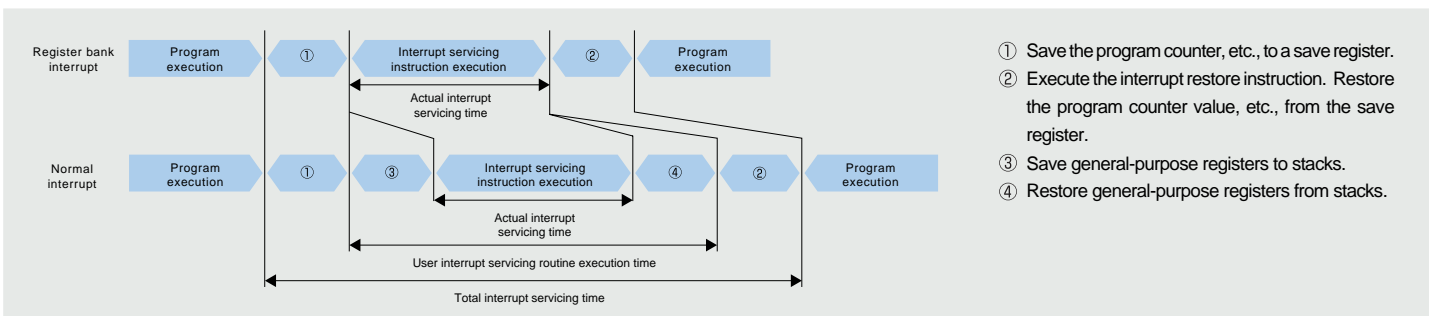 Register bank
interrupt
Program
execution
①
Interrupt servicing
instruction execution
②
Program
execution
Actual interrupt
servicing time
Normal
interrupt
Program
execution
①
③
Interrupt servicing
instruction execution
④
②
Program
execution
Actual interrupt
servicing time
User interrupt servicing routine execution time
Total interrupt servicing time
① Save the program counter, etc., to a save register.
② Execute the interrupt restore instruction. Restore
the program counter value, etc., from the save
register.
③ Save general-purpose registers to stacks.
④ Restore general-purpose registers from stacks.